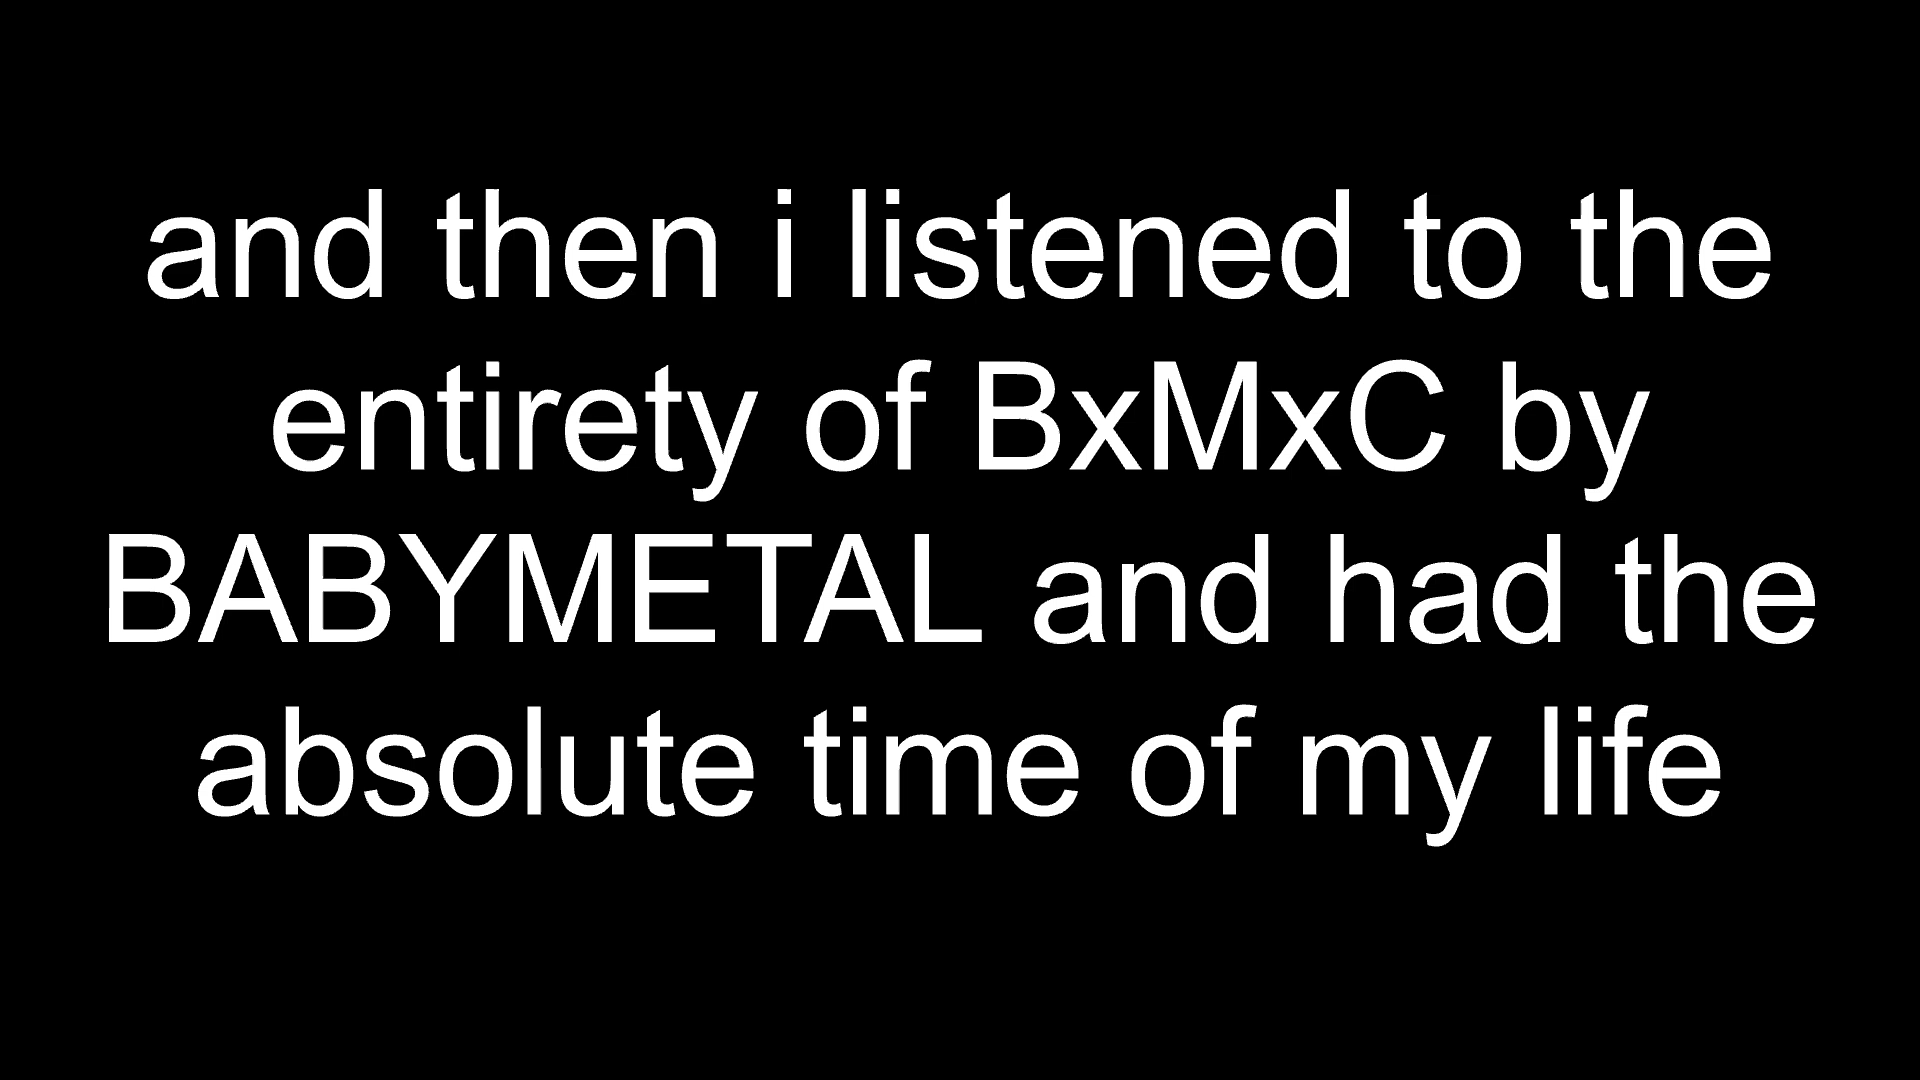 and then i listened to the
entirety of BxMxC by
BABYMETAL and had the
absolute time of my life